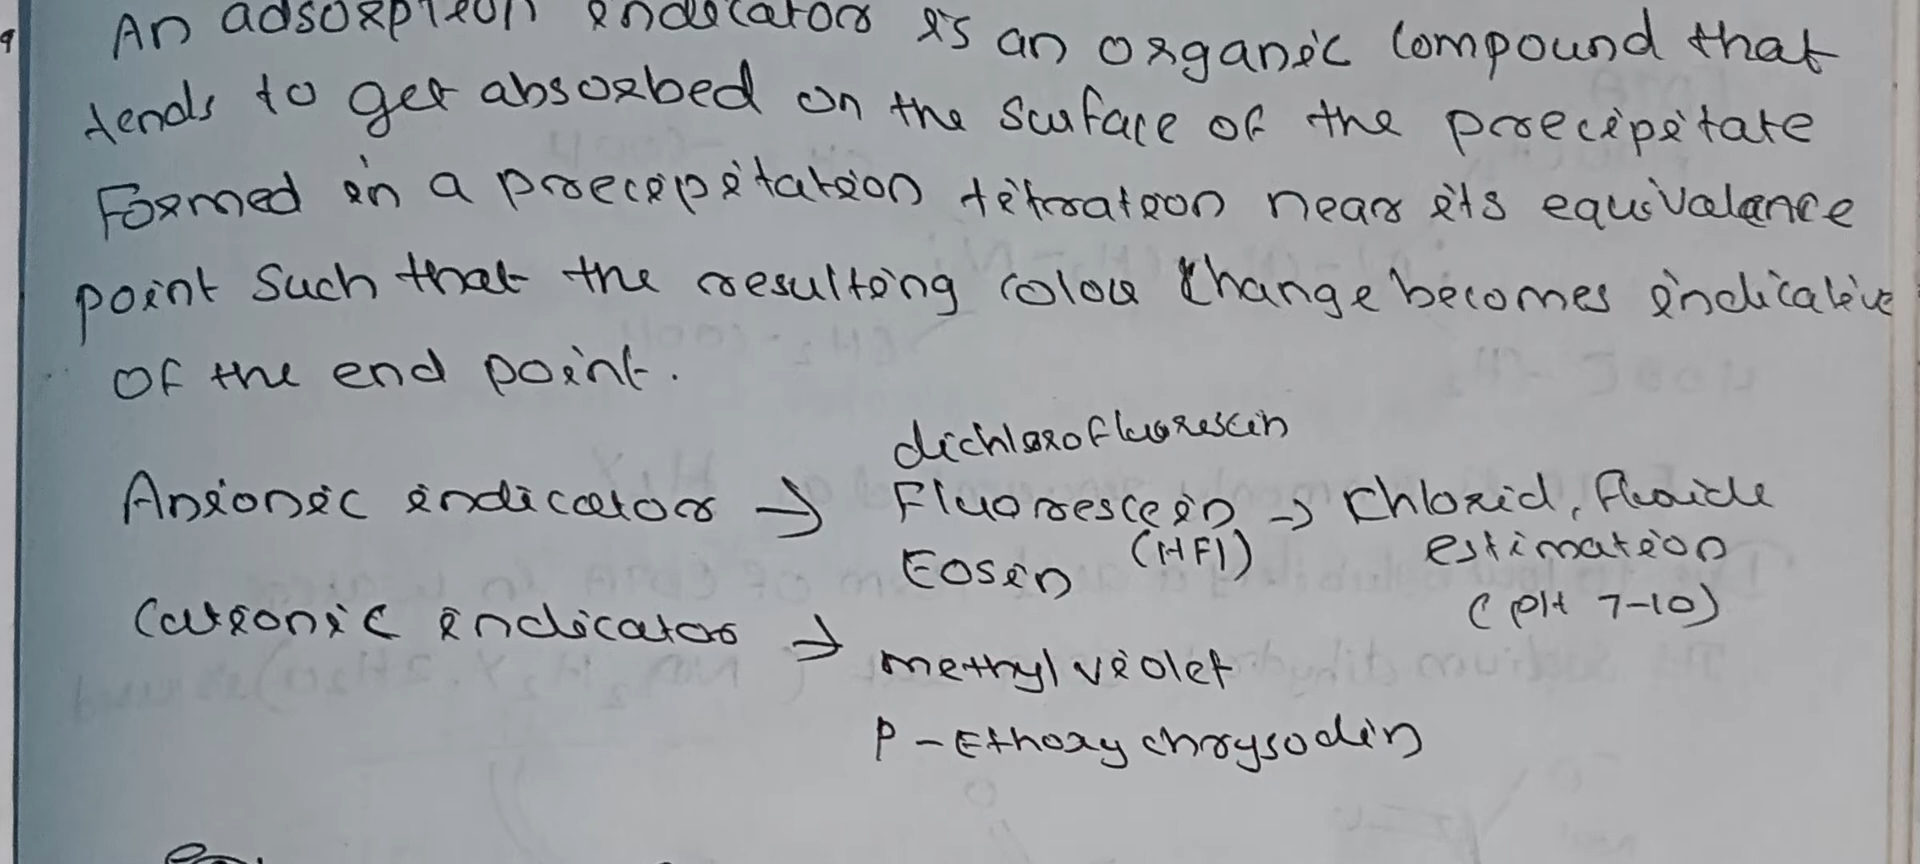 An adsorption indicator is an organic compound that
tends to get absorbed on the surface of the precipitate
Formed in a precipitation titration near its equivalance
point such that the resulting colour change becomes indicative
of the end point.
dichlorofluorescein
Anionic indicator → Fluorescein → Chlorid, Fluoride
(HFl) estimation
Eosin
(pH 7-10)
Cationic indicator →
methyl violet
P-Ethoxy chrysodin